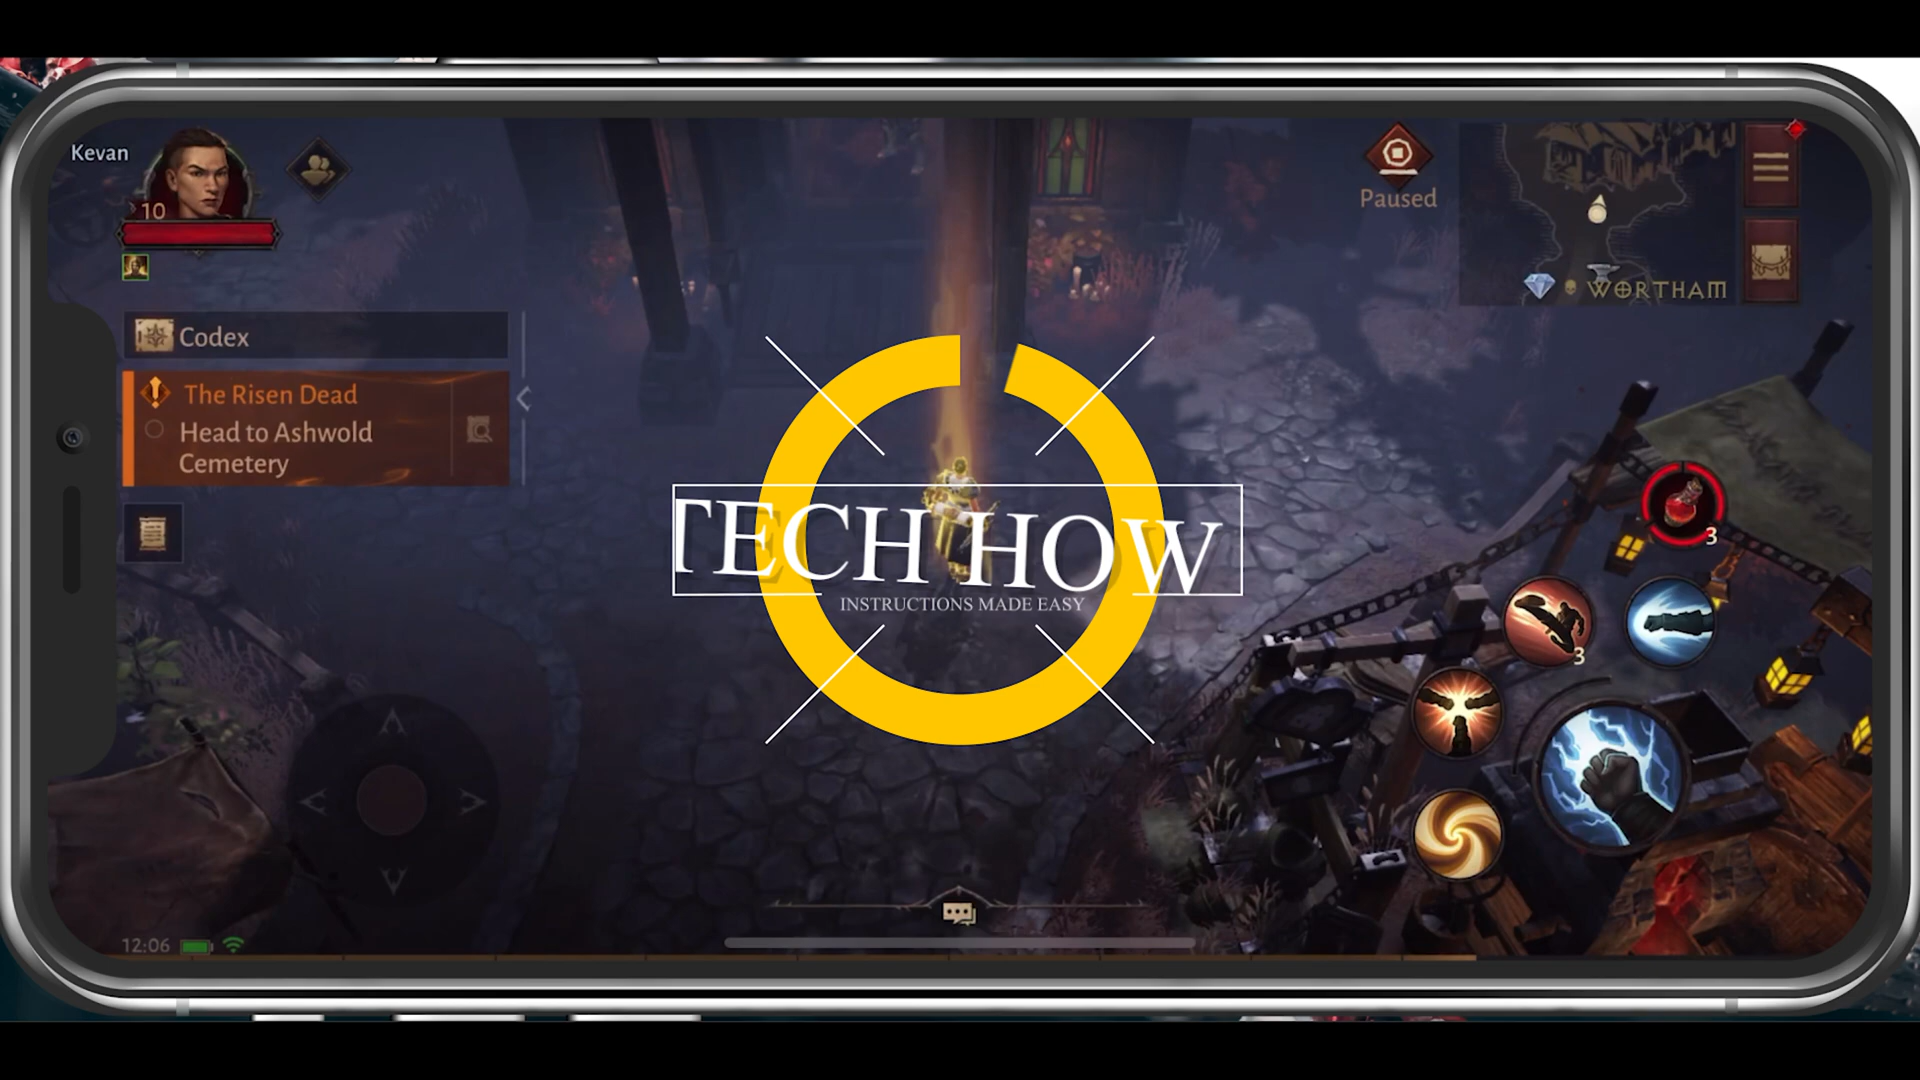 Kevan
10
Paused
WORTHAM
Codex
The Risen Dead
Head to Ashwold
Cemetery
TECH HOW
INSTRUCTIONS MADE EASY
3
3
12:06